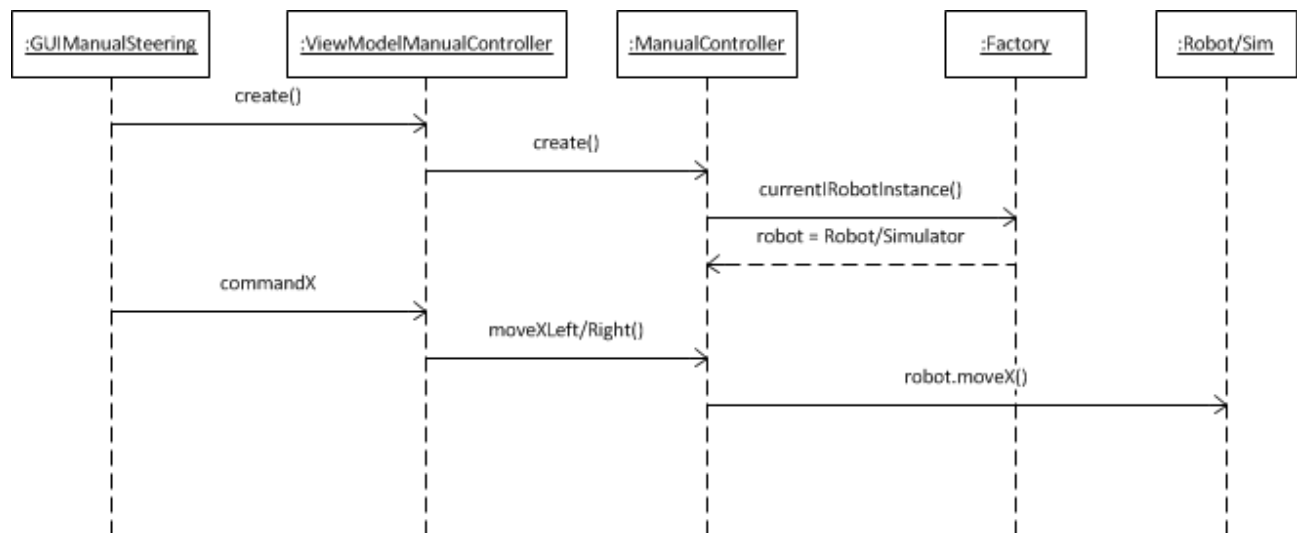 :GUIManualSteering
:ViewModelManualController
:ManualController
:Factory
:Robot/Sim
create()
create()
currentIRobotInstance()
robot = Robot/Simulator
commandX
moveXLeft/Right()
robot.moveX()